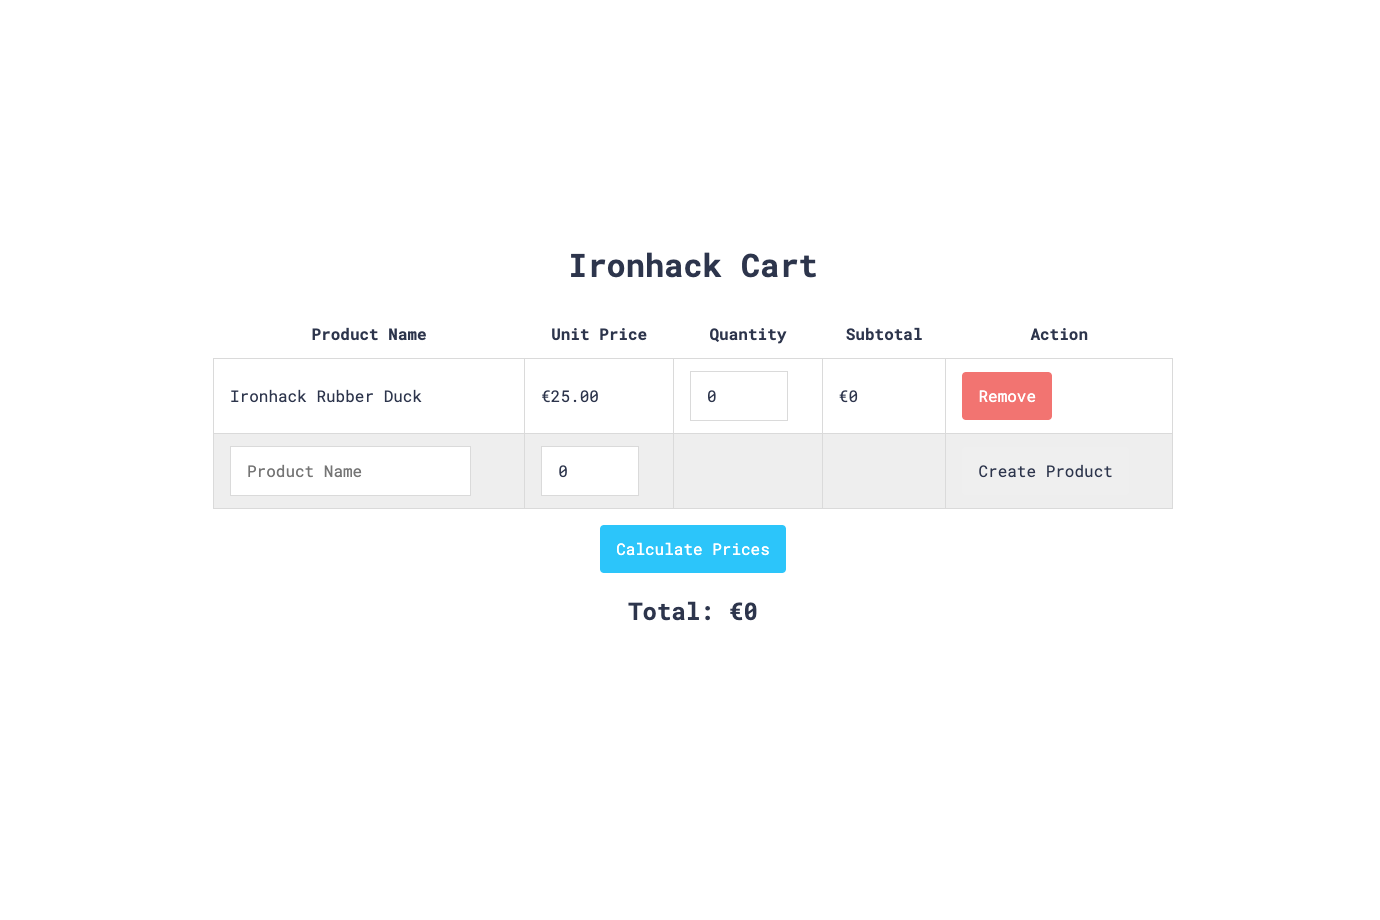 Ironhack Cart
Product Name Unit Price Quantity Subtotal Action
Ironhack Rubber Duck €25.00 0 €0 Remove
Product Name 0 Create Product
Calculate Prices
Total: €0